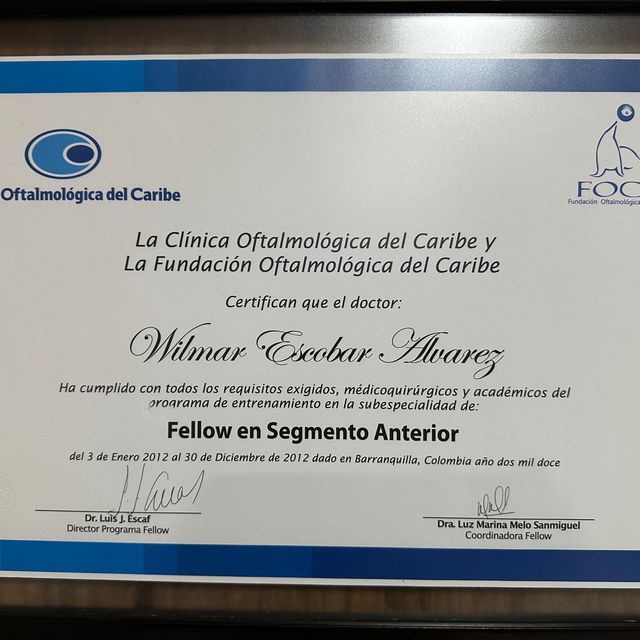 Oftalmológica del Caribe
FOC
Fundación Oftalmológica
La Clínica Oftalmológica del Caribe y
La Fundación Oftalmológica del Caribe
Certifican que el doctor:
Wilmar Escobar Alvarez
Ha cumplido con todos los requisitos exigidos, médicoquirúrgicos y académicos del
programa de entrenamiento en la subespecialidad de:
Fellow en Segmento Anterior
del 3 de Enero 2012 al 30 de Diciembre de 2012 dado en Barranquilla, Colombia año dos mil doce
Dr. Luis J. Escaf
Director Programa Fellow
Dra. Luz Marina Melo Sanmiguel
Coordinadora Fellow